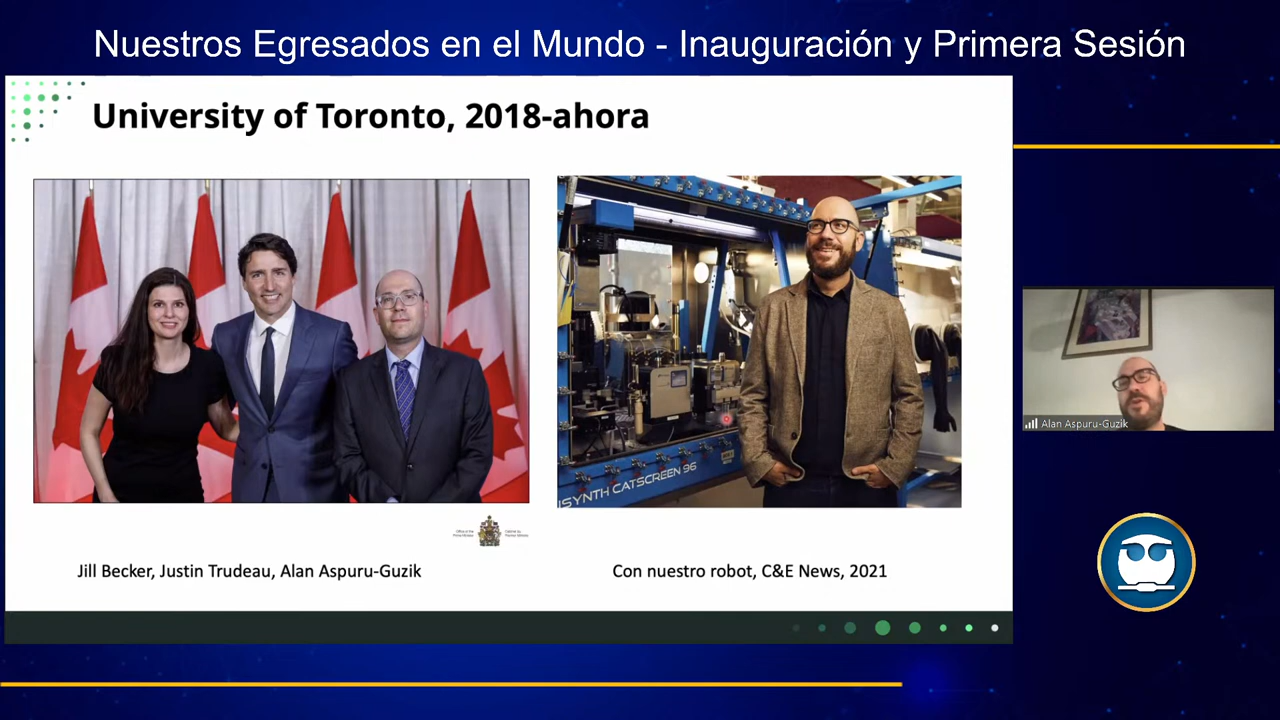 Nuestros Egresados en el Mundo - Inauguración y Primera Sesión
University of Toronto, 2018-ahora
ISYNTH CATSCREEN 96
Jill Becker, Justin Trudeau, Alan Aspuru-Guzik
Con nuestro robot, C&E News, 2021
Alan Aspuru-Guzik